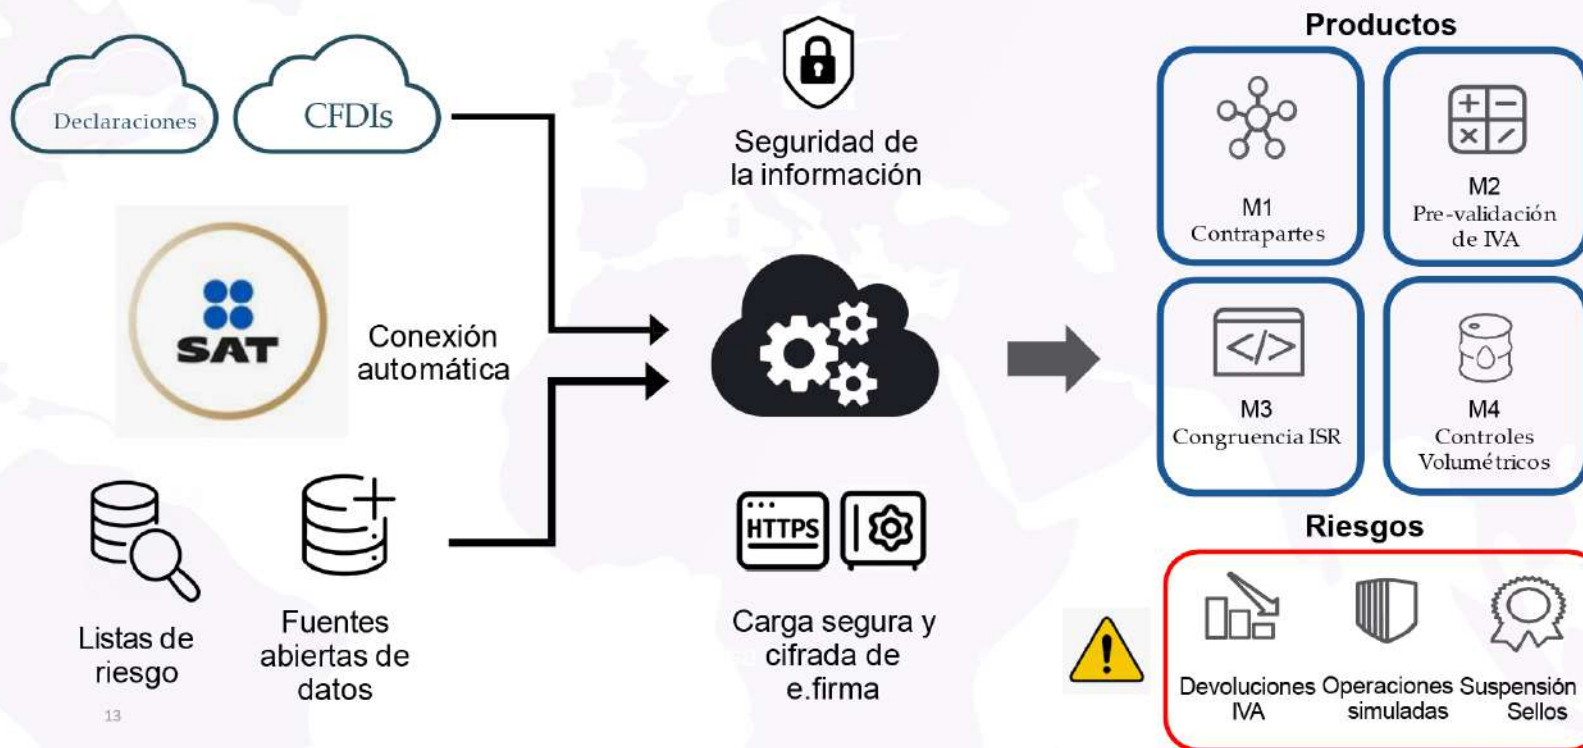 Declaraciones
CFDIs
SAT
Conexión
automática
Listas de
riesgo
Fuentes
abiertas de
datos
13
Seguridad de
la información
HTTPS
Carga segura y
cifrada de
e.firma
Productos
M1
Contrapartes
M2
Pre-validación
de IVA
</>
M3
Congruencia ISR
M4
Controles
Volumétricos
Riesgos
Devoluciones
IVA
Operaciones
simuladas
Suspensión
Sellos